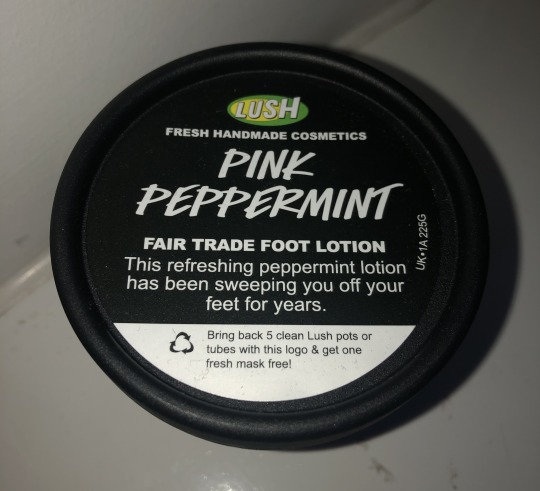 LUSH
FRESH HANDMADE COSMETICS
PINK
PEPPERMINT
FAIR TRADE FOOT LOTION
This refreshing peppermint lotion
has been sweeping you off your
feet for years.
UK•1A 225G
Bring back 5 clean Lush pots or
tubes with this logo & get one
fresh mask free!